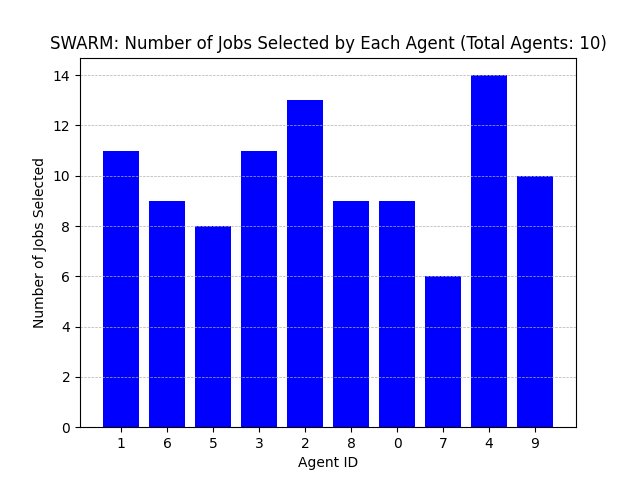 SWARM: Number of Jobs Selected by Each Agent (Total Agents: 10)
14
12
10
8
6
4
2
0
Number of Jobs Selected
1 6 5 3 2 8 0 7 4 9
Agent ID